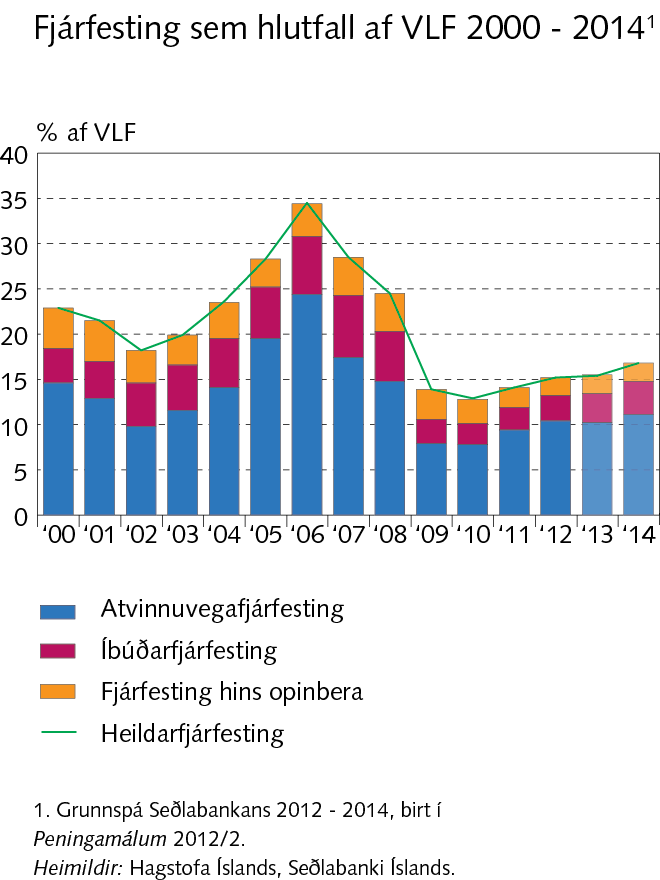 Fjárfesting sem hlutfall af VLF 2000 - 2014¹
% af VLF
40
35
30
25
20
15
10
5
0
‘00 ‘01 ‘02 ‘03 ‘04 ‘05 ‘06 ‘07 ‘08 ‘09 ‘10 ‘11 ‘12 ‘13 ‘14
Atvinnuvegafjárfesting
Íbúðarfjárfesting
Fjárfesting hins opinbera
Heildarfjárfesting
1. Grunnspá Seðlabankans 2012 - 2014, birt í
Peningamálum 2012/2.
Heimildir: Hagstofa Íslands, Seðlabanki Íslands.